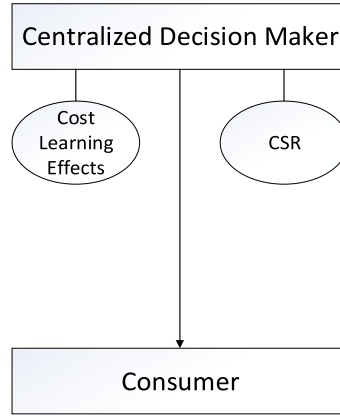 Centralized Decision Maker
Cost
Learning
Effects
CSR
Consumer